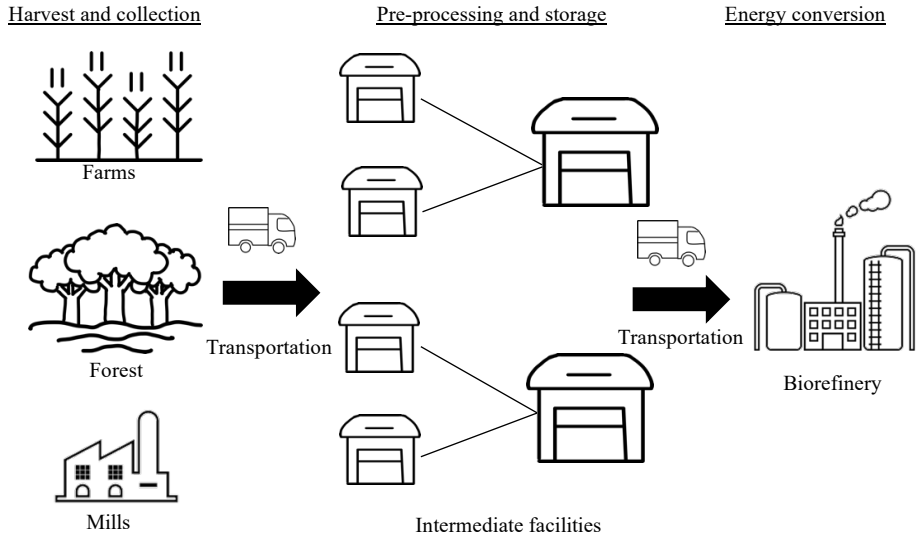 Harvest and collection
Pre-processing and storage
Energy conversion
Farms
Forest
Mills
Transportation
Intermediate facilities
Transportation
Biorefinery